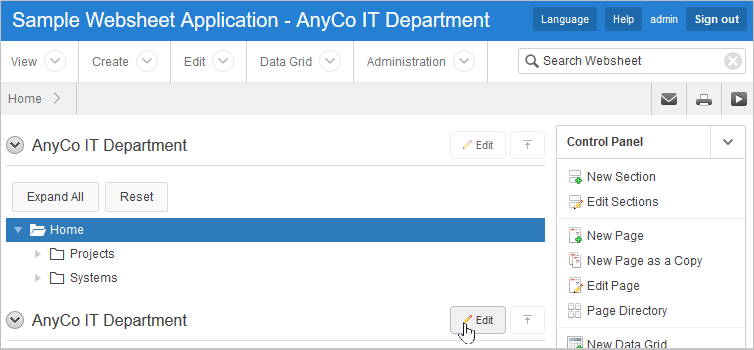 Sample Websheet Application - AnyCo IT Department
Language Help admin Sign out
View Create Edit Data Grid Administration Search Websheet
Home
AnyCo IT Department Edit
Expand All Reset
Home
Projects
Systems
AnyCo IT Department Edit
Control Panel
New Section
Edit Sections
New Page
New Page as a Copy
Edit Page
Page Directory
New Data Grid